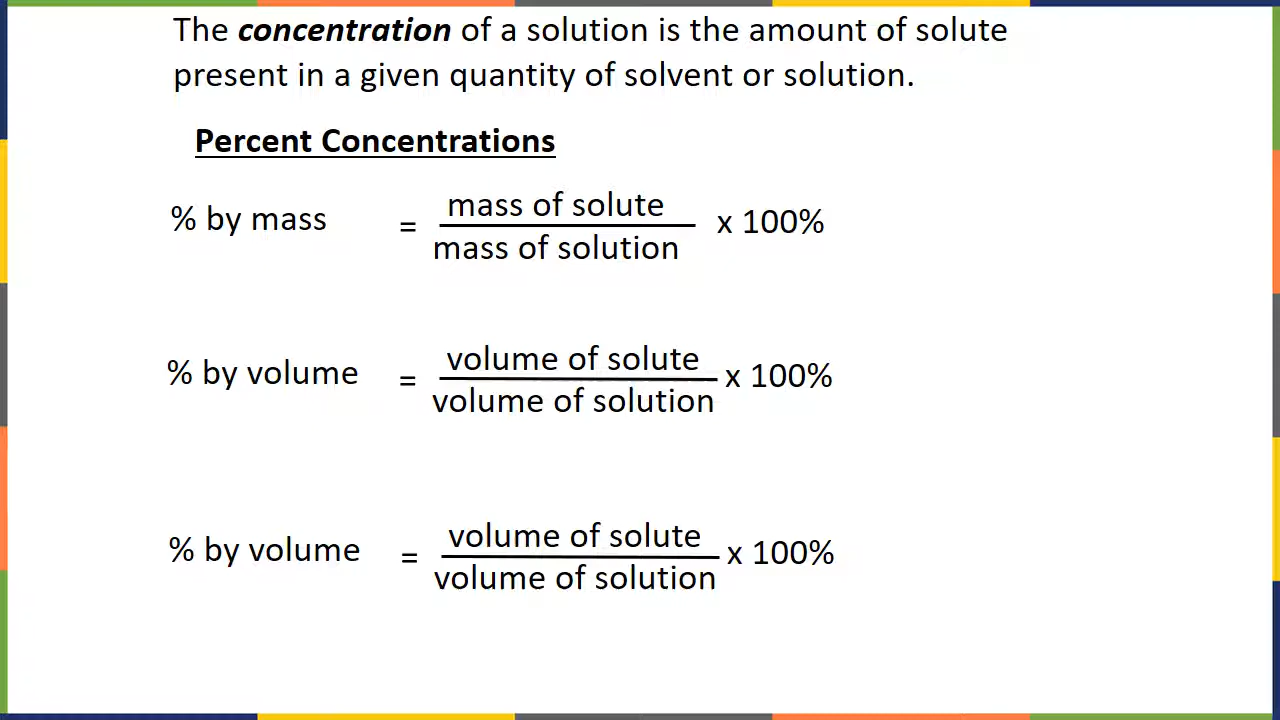 The concentration of a solution is the amount of solute
present in a given quantity of solvent or solution.
Percent Concentrations
% by mass = mass of solute x 100%
mass of solution
% by volume = volume of solute x 100%
volume of solution
% by volume = volume of solute x 100%
volume of solution